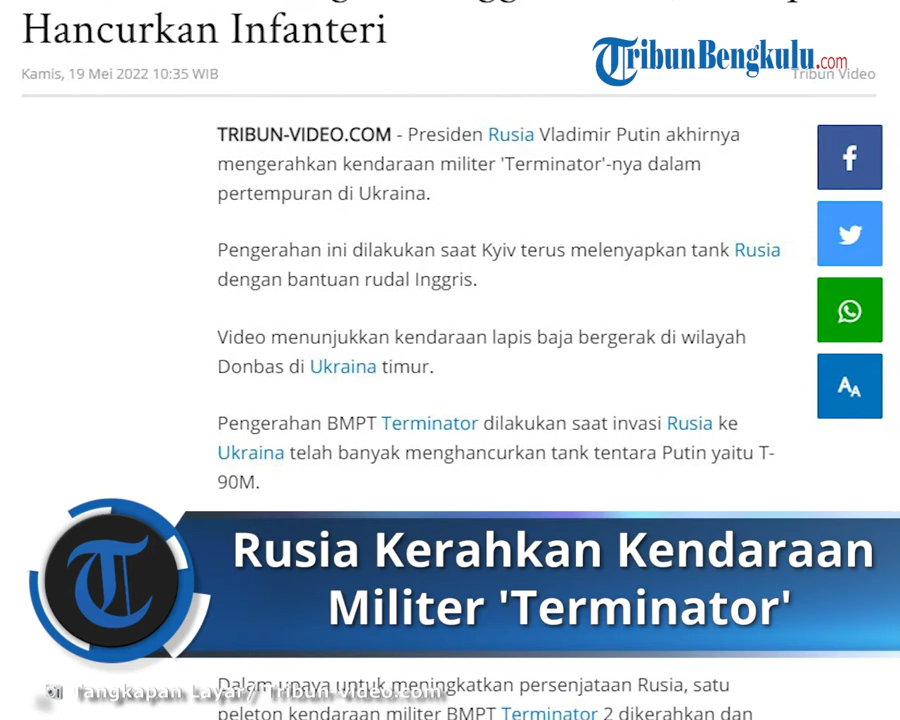 Hancurkan Infanteri
TribunBengkulu.com
Kamis, 19 Mei 2022 10:35 WIB
Tribun Video
TRIBUN-VIDEO.COM - Presiden Rusia Vladimir Putin akhirnya
mengerahkan kendaraan militer 'Terminator'-nya dalam
pertempuran di Ukraina.
Pengerahan ini dilakukan saat Kyiv terus melenyapkan tank Rusia
dengan bantuan rudal Inggris.
Video menunjukkan kendaraan lapis baja bergerak di wilayah
Donbas di Ukraina timur.
Pengerahan BMPT Terminator dilakukan saat invasi Rusia ke
Ukraina telah banyak menghancurkan tank tentara Putin yaitu T-
90M.
Rusia Kerahkan Kendaraan
Militer 'Terminator'
Dalam upaya untuk meningkatkan persenjataan Rusia, satu
Tangkapan Layar/ Tribun-video.com
peleton kendaraan militer BMPT Terminator 2 dikerahkan dan